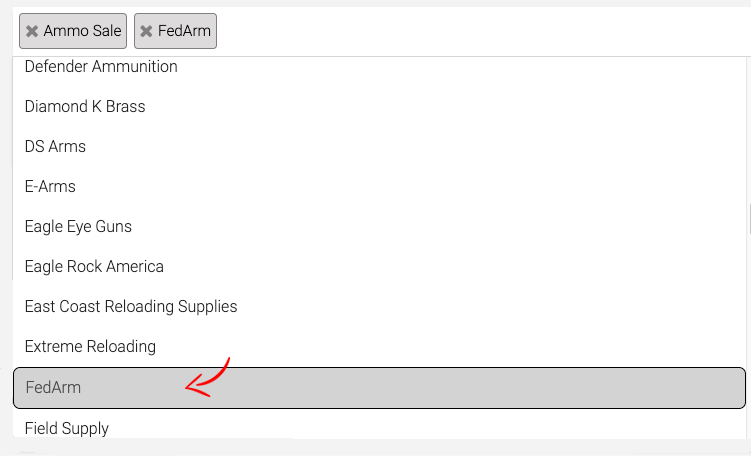 Ammo Sale FedArm
Defender Ammunition
Diamond K Brass
DS Arms
E-Arms
Eagle Eye Guns
Eagle Rock America
East Coast Reloading Supplies
Extreme Reloading
FedArm
Field Supply